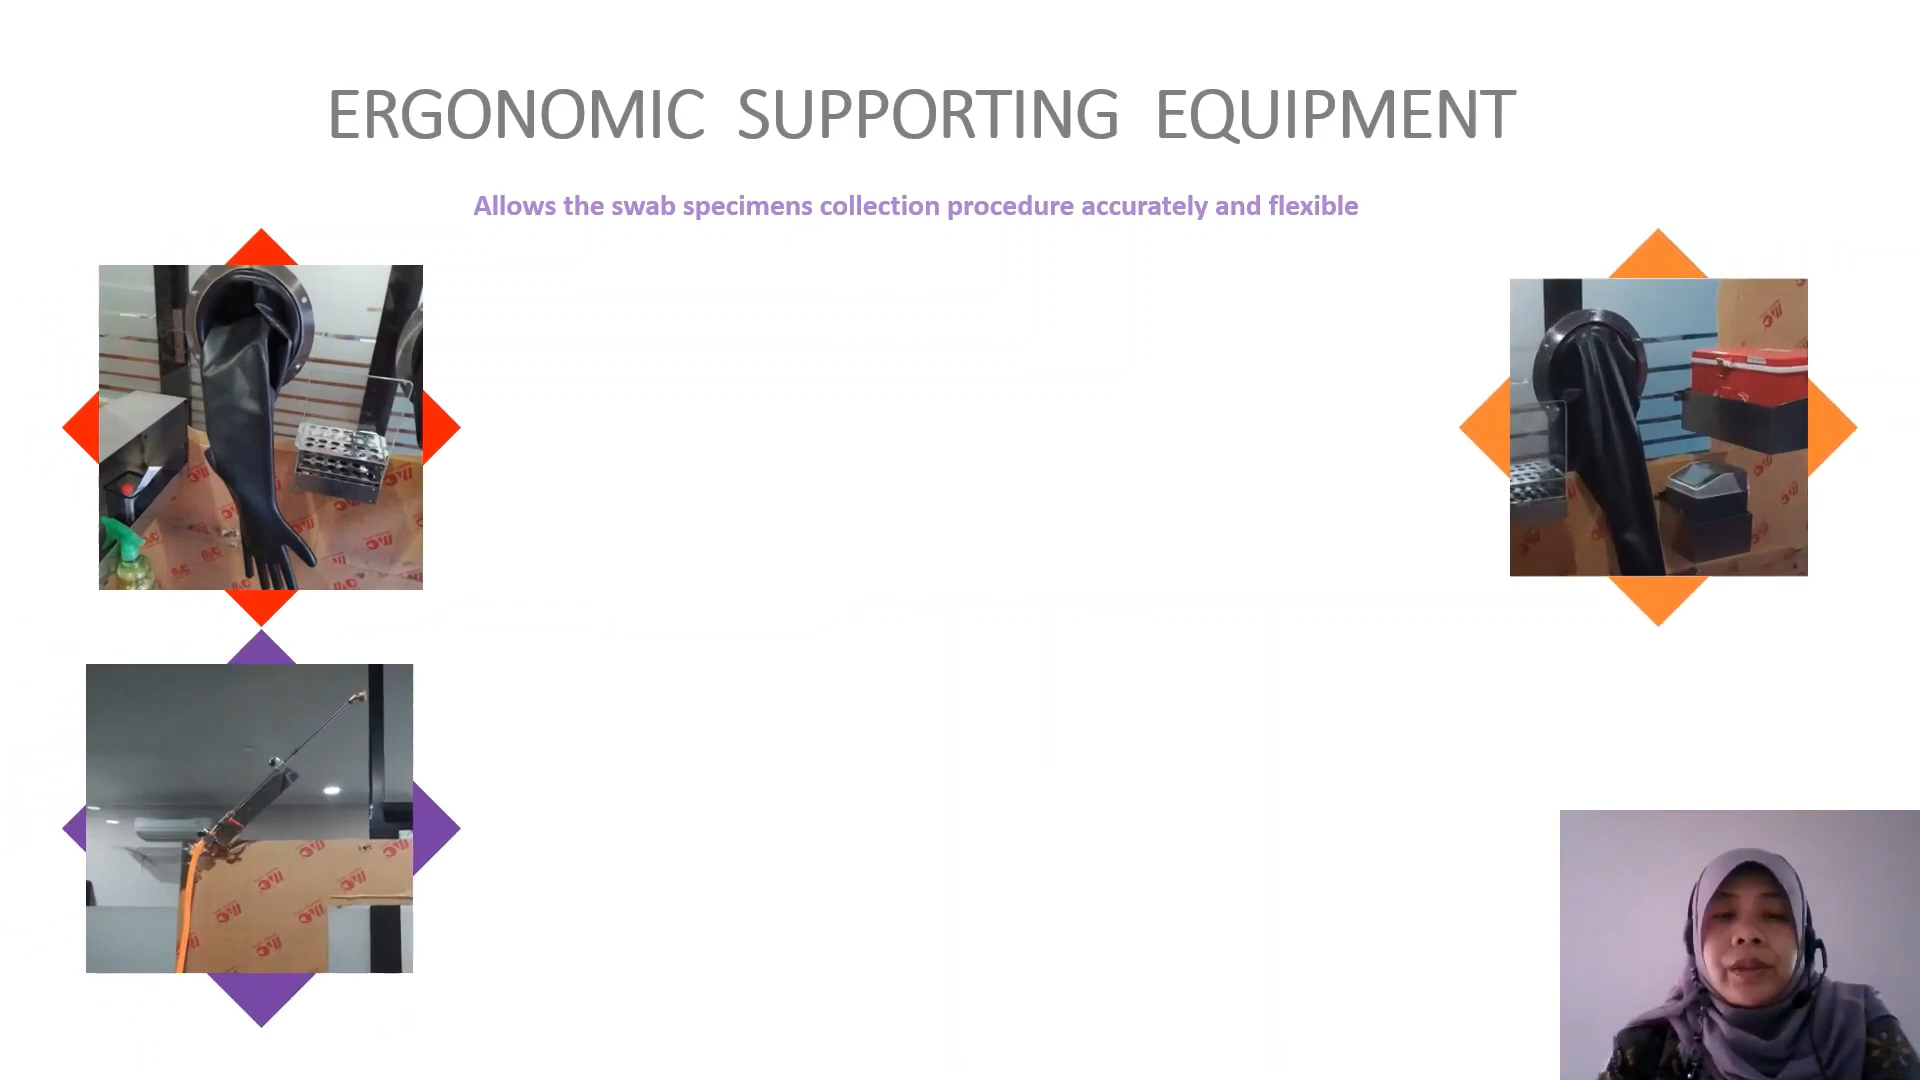 ERGONOMIC SUPPORTING EQUIPMENT
Allows the swab specimens collection procedure accurately and flexible